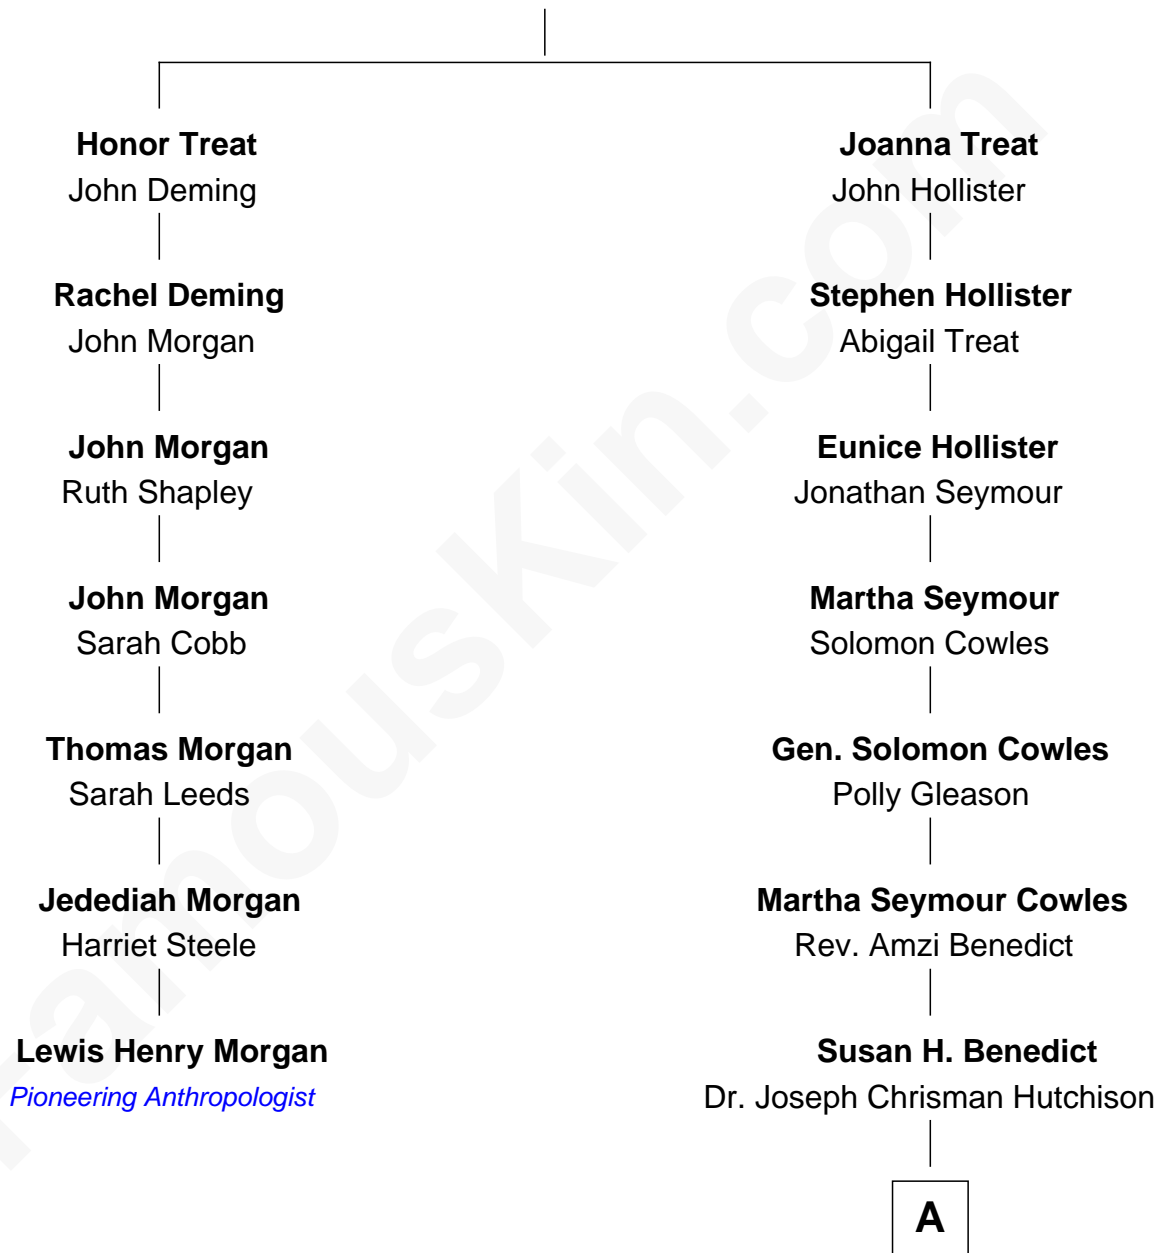 Honor Treat
John Deming
Rachel Deming
John Morgan
John Morgan
Ruth Shapley
John Morgan
Sarah Cobb
Thomas Morgan
Sarah Leeds
Jedediah Morgan
Harriet Steele
Lewis Henry Morgan
Pioneering Anthropologist
Joanna Treat
John Hollister
Stephen Hollister
Abigail Treat
Eunice Hollister
Jonathan Seymour
Martha Seymour
Solomon Cowles
Gen. Solomon Cowles
Polly Gleason
Martha Seymour Cowles
Rev. Amzi Benedict
Susan H. Benedict
Dr. Joseph Chrisman Hutchison
A
FamousKin.com